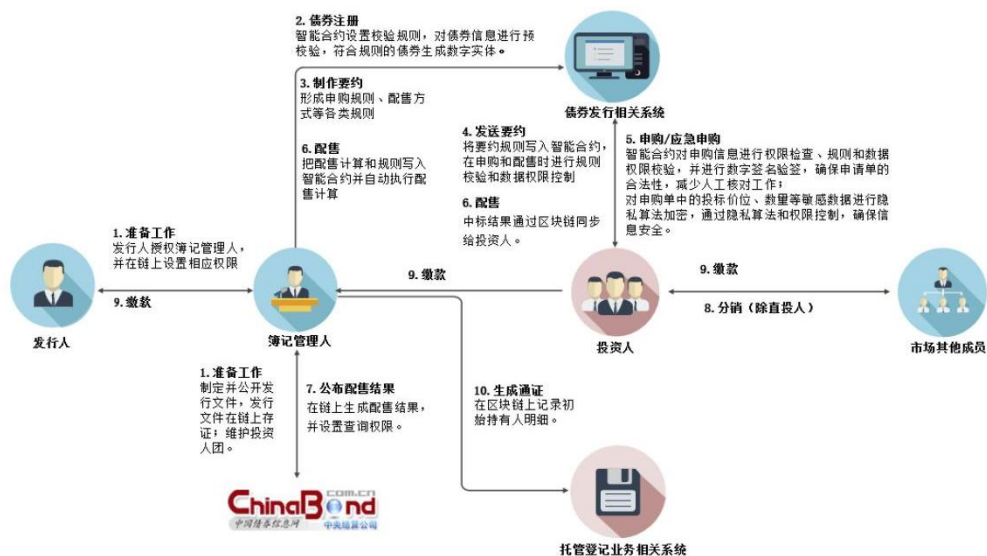 2. 债券注册
智能合约设置校验规则，对债券信息进行预
校验，符合规则的债券生成数字实体。
债券发行相关系统
3. 制作要约
形成申购规则、配售方
式等各类规则
6. 配售
把配售计算和规则写入
智能合约并自动执行配
售计算
4. 发送要约
将要约规则写入智能合约，
在申购和配售时进行规则
校验和数据权限控制
6. 配售
中标结果通过区块链同步
给投资人。
5. 申购/应急申购
智能合约对申购信息进行权限检查、规则和数据
权限校验，并进行数字签名验签，确保申请单的
合法性，减少人工核对工作；
对申购单中的投标价位、数量等敏感数据进行隐
私算法加密，通过隐私算法和权限控制，确保信
息安全。
1. 准备工作
发行人授权簿记管理人，
并在链上设置相应权限
9. 缴款
9. 缴款
9. 缴款
8. 分销（除直投人）
发行人
簿记管理人
投资人
市场其他成员
1. 准备工作
制定并公开发
行文件，发行
文件在链上存
证；维护投资
人团。
7. 公布配售结果
在链上生成配售结果，
并设置查询权限。
10. 生成通证
在区块链上记录初
始持有人明细。
ChinaBond
.com.cn
中国债券信息网
中央结算公司
托管登记业务相关系统